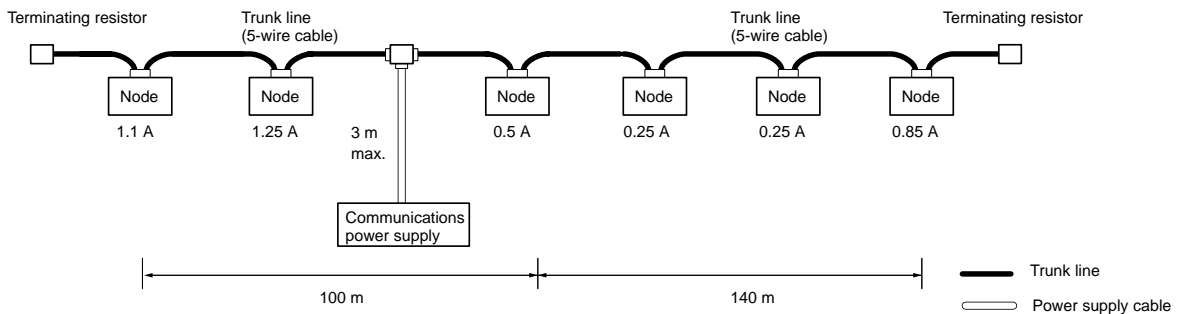 Terminating resistor
Trunk line
(5-wire cable)
Trunk line
(5-wire cable)
Terminating resistor
Node
Node
Node
Node
Node
Node
1.1 A
1.25 A
3 m
max.
0.5 A
0.25 A
0.25 A
0.85 A
Communications
power supply
100 m
140 m
Trunk line
Power supply cable